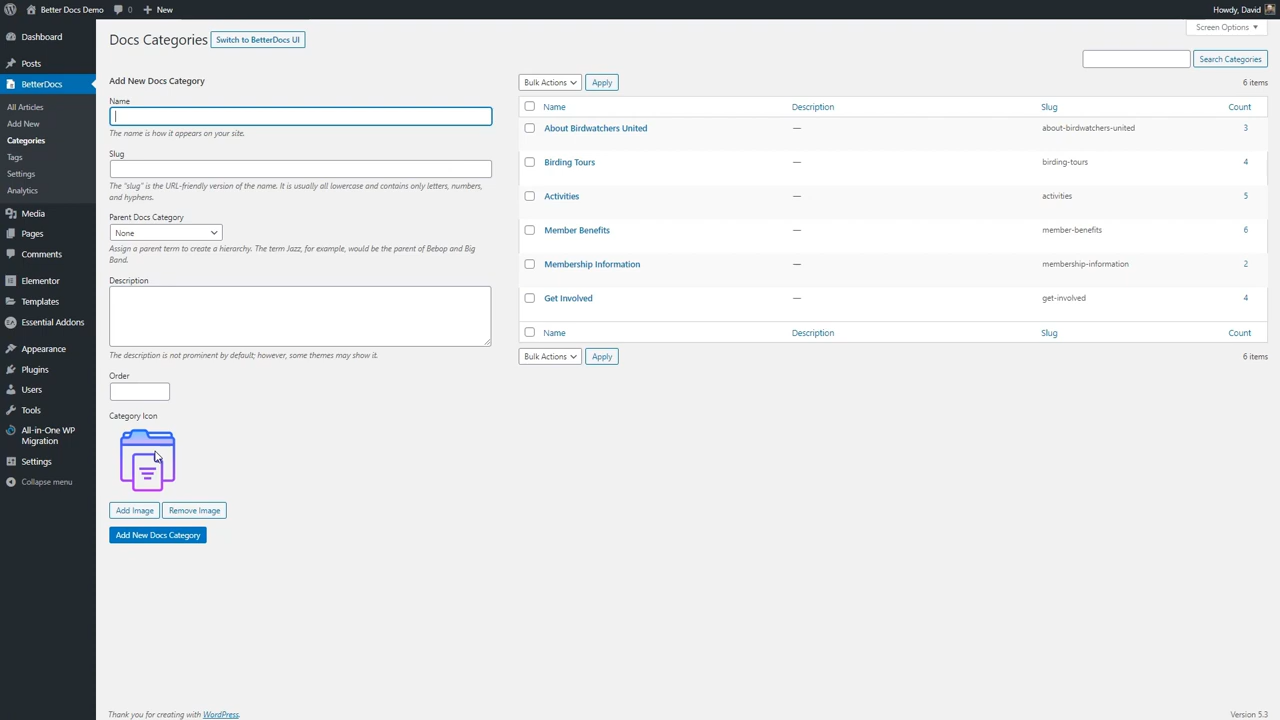 Better Docs Demo 0 New Howdy, David
Screen Options
Dashboard
Posts
BetterDocs
All Articles
Add New
Categories
Tags
Settings
Analytics
Media
Pages
Comments
Elementor
Templates
Essential Addons
Appearance
Plugins
Users
Tools
All-in-One WP
Migration
Settings
Collapse menu
Docs Categories Switch to BetterDocs UI
Search Categories
Add New Docs Category
Name
The name is how it appears on your site.
Slug
The "slug" is the URL-friendly version of the name. It is usually all lowercase and contains only letters, numbers,
and hyphens.
Parent Docs Category
None
Assign a parent term to create a hierarchy. The term Jazz, for example, would be the parent of Bebop and Big
Band.
Description
The description is not prominent by default; however, some themes may show it.
Order
Category Icon
Add Image Remove Image
Add New Docs Category
Bulk Actions Apply 6 items
Name Description Slug Count
About Birdwatchers United — about-birdwatchers-united 3
Birding Tours — birding-tours 4
Activities — activities 5
Member Benefits — member-benefits 6
Membership Information — membership-information 2
Get Involved — get-involved 4
Name Description Slug Count
Bulk Actions Apply 6 items
Thank you for creating with WordPress. Version 5.3